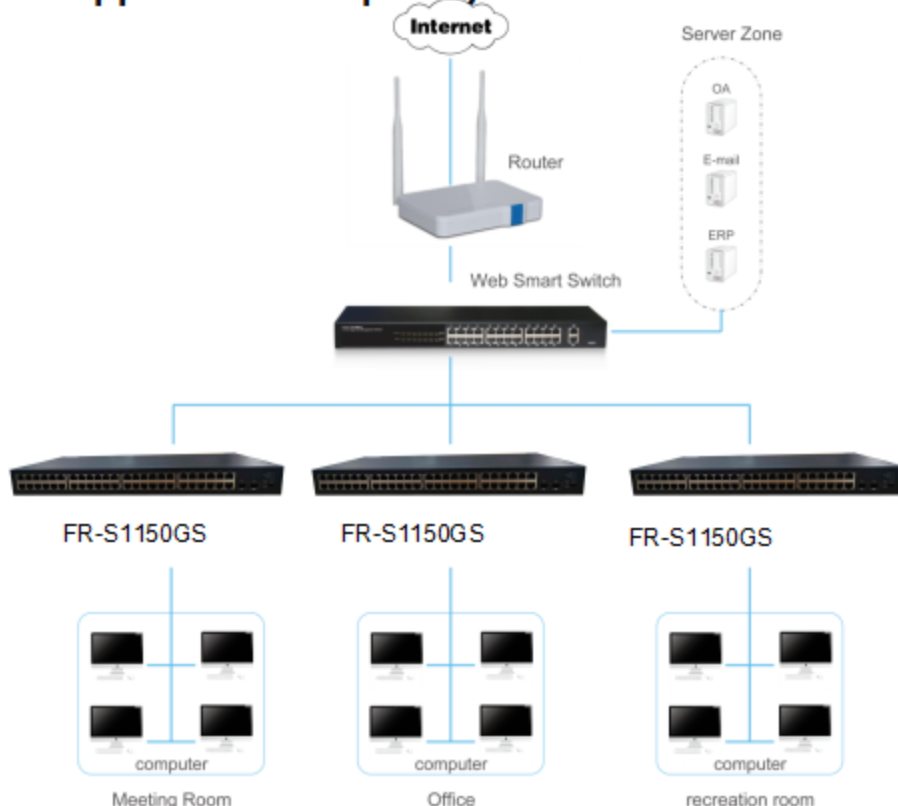 Internet
Server Zone
OA
Router
E-mail
ERP
Web Smart Switch
FR-S1150GS
FR-S1150GS
FR-S1150GS
computer
computer
computer
Meeting Room
Office
recreation room